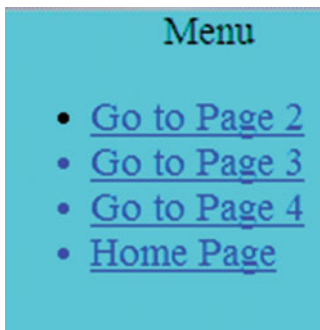 Menu
• Go to Page 2
• Go to Page 3
• Go to Page 4
• Home Page